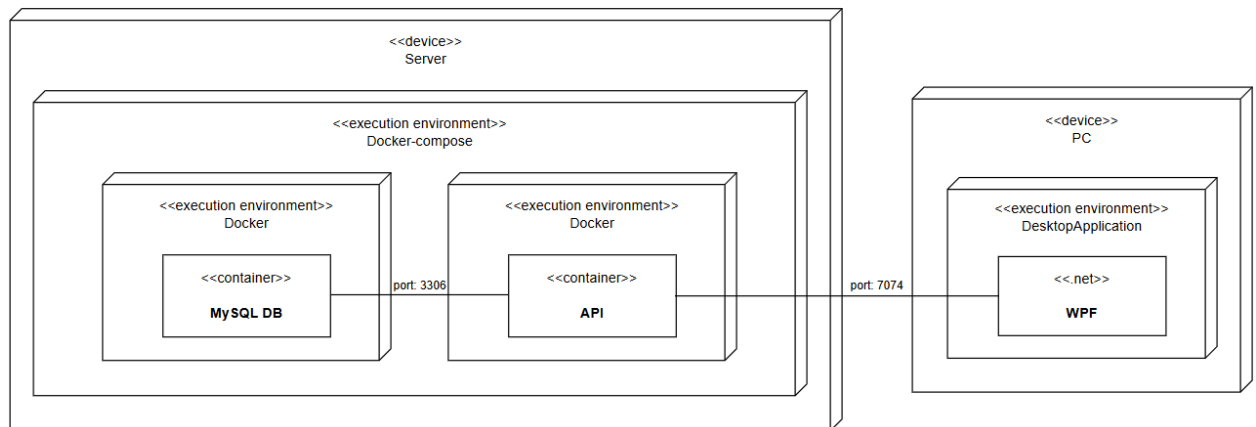 <<device>>
Server
<<execution environment>>
Docker-compose
<<execution environment>>
Docker
<<container>>
MySQL DB
port: 3306
<<execution environment>>
Docker
<<container>>
API
port: 7074
<<device>>
PC
<<execution environment>>
DesktopApplication
<<.net>>
WPF